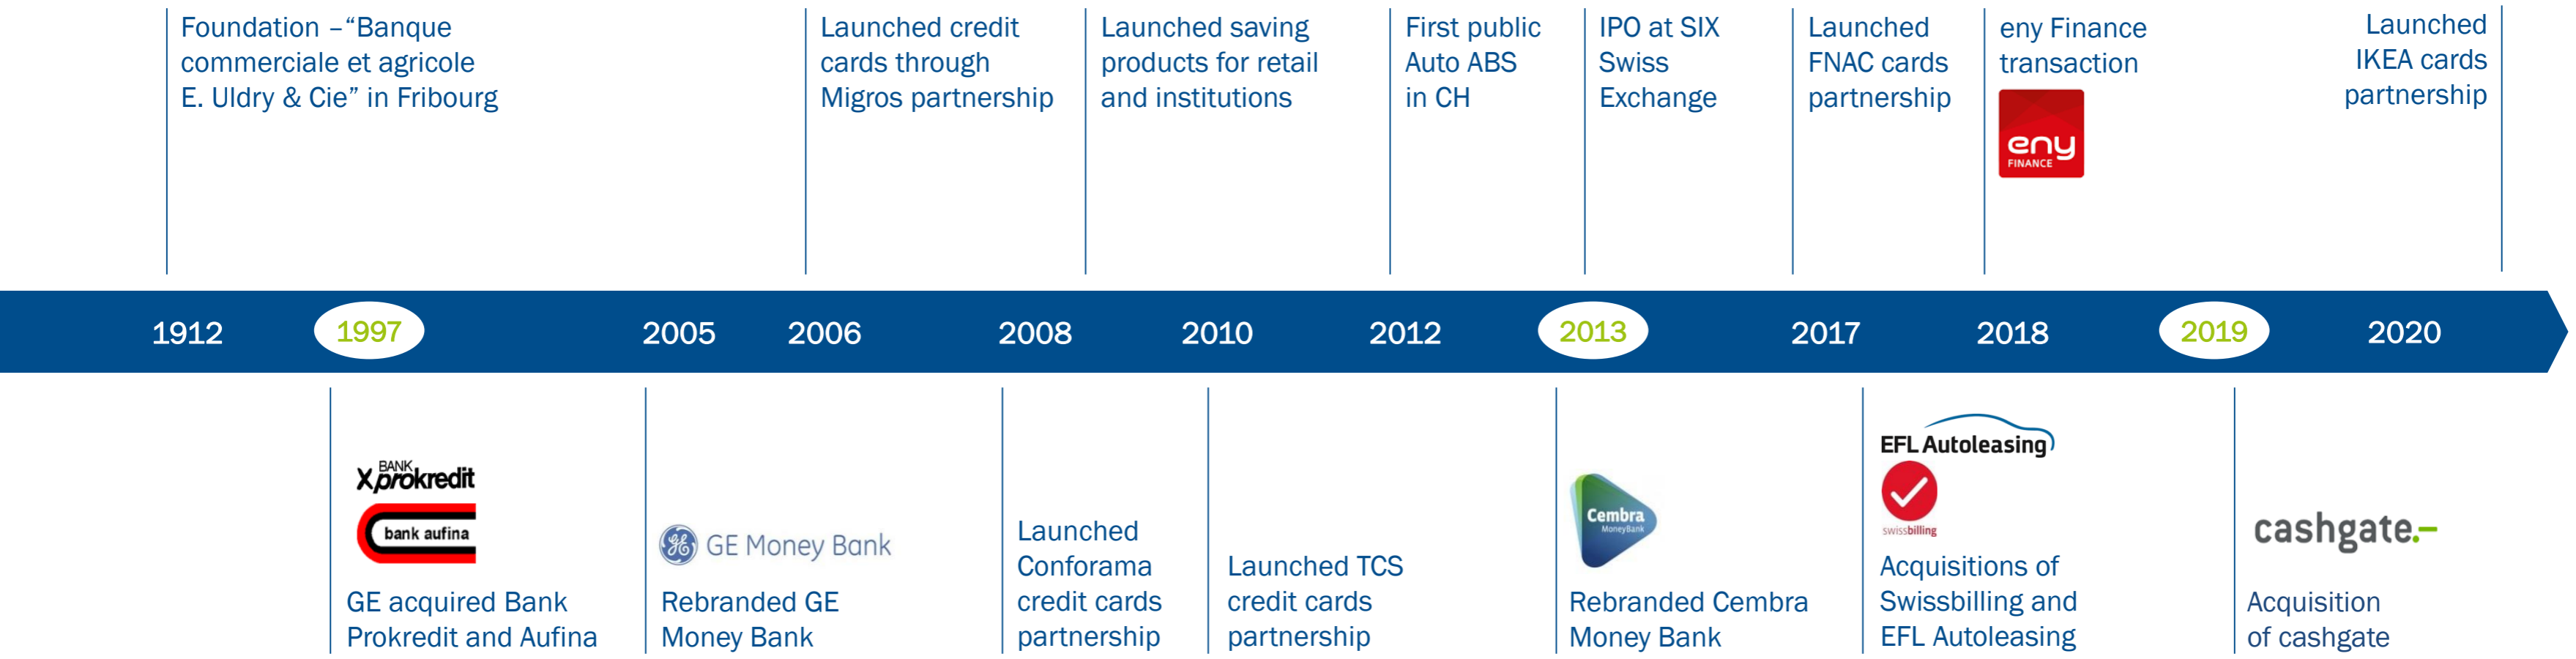 Foundation –“Banque
commerciale et agricole
E. Uldry & Cie” in Fribourg
Launched credit
cards through
Migros partnership
Launched saving
products for retail
and institutions
First public
Auto ABS
in CH
IPO at SIX
Swiss
Exchange
Launched
FNAC cards
partnership
eny Finance
transaction
eny
FINANCE
Launched
IKEA cards
partnership
1912
1997
2005
2006
2008
2010
2012
2013
2017
2018
2019
2020
BANK
Xprokredit
bank aufina
GE acquired Bank
Prokredit and Aufina
GE Money Bank
Rebranded GE
Money Bank
Launched
Conforama
credit cards
partnership
Launched TCS
credit cards
partnership
Cembra
MoneyBank
Rebranded Cembra
Money Bank
EFL Autoleasing
swissbilling
Acquisitions of
Swissbilling and
EFL Autoleasing
cashgate.–
Acquisition
of cashgate